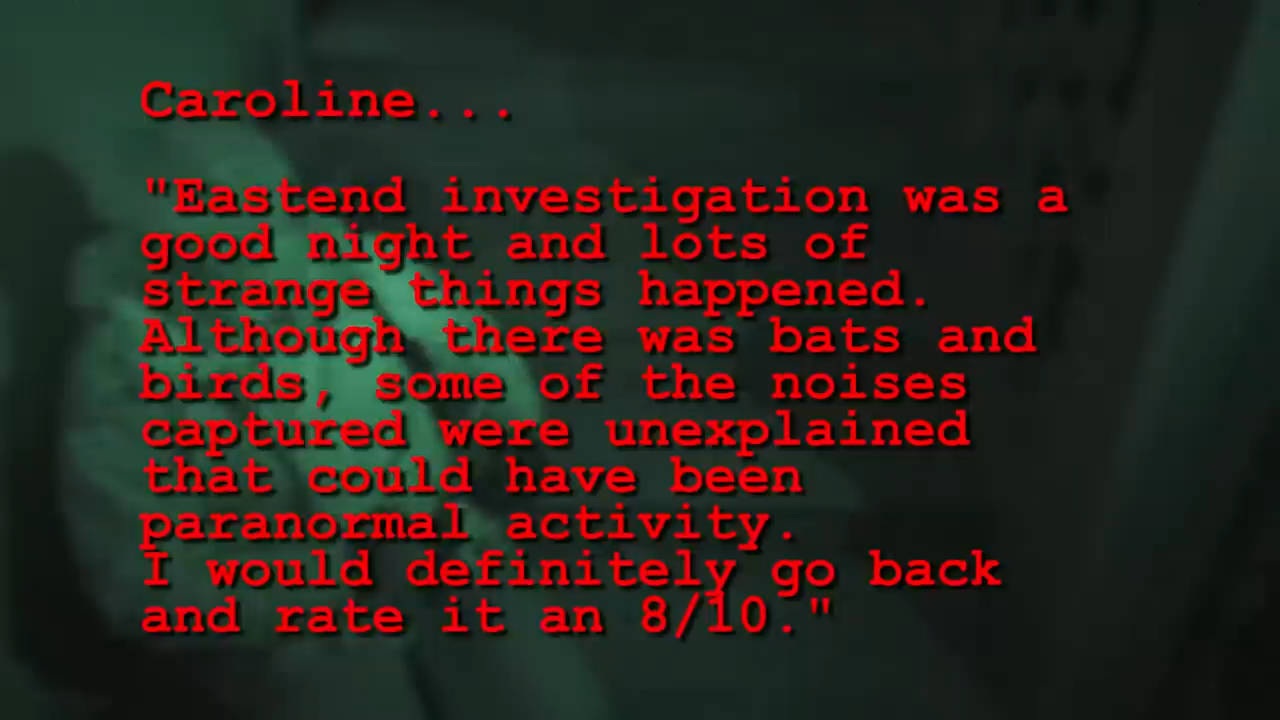 Caroline...
"Eastend investigation was a
good night and lots of
strange things happened.
Although there was bats and
birds, some of the noises
captured were unexplained
that could have been
paranormal activity.
I would definitely go back
and rate it an 8/10."